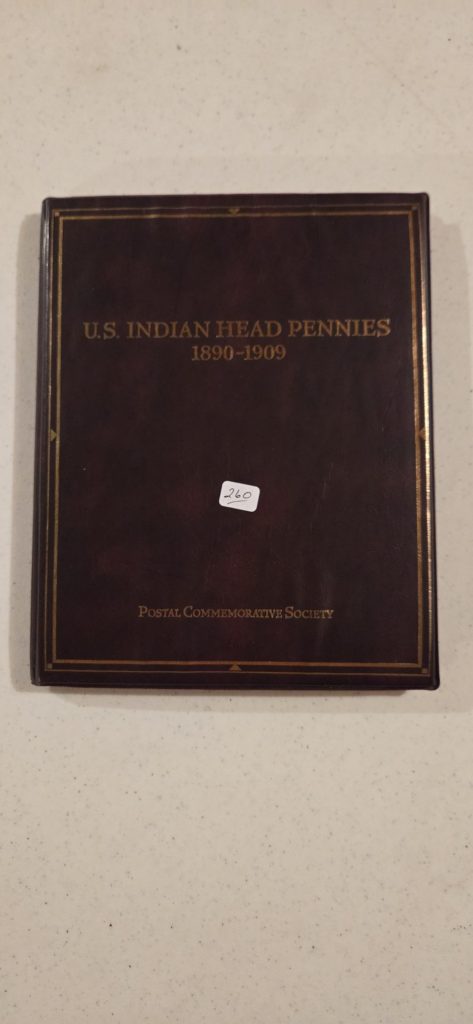 U.S. INDIAN HEAD PENNIES
1890-1909
260
POSTAL COMMEMORATIVE SOCIETY